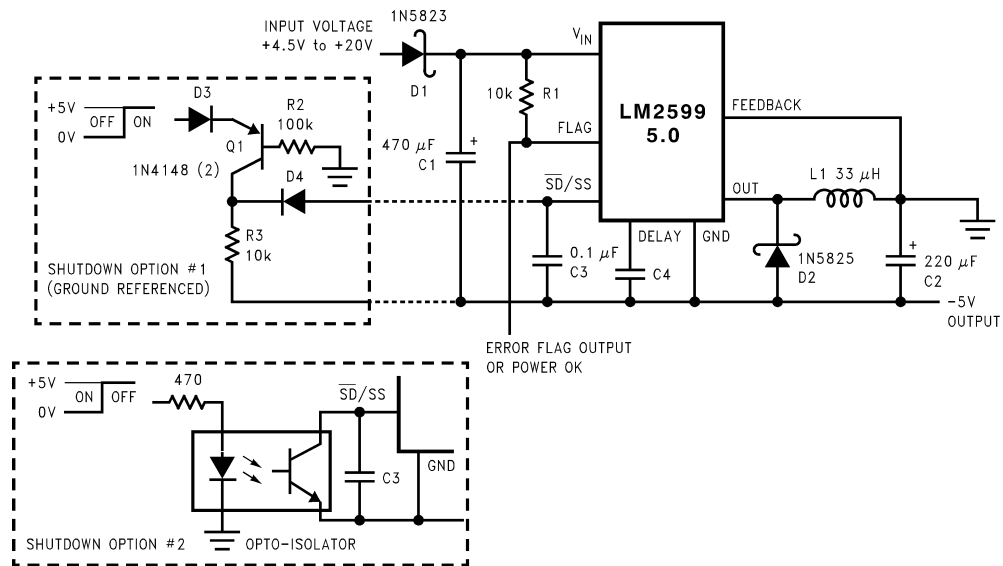 1N5823
INPUT VOLTAGE
+4.5V to +20V
D1
VIN
10k R1
LM2599
5.0
FEEDBACK
FLAG
470 µF
C1
+
SD/SS
OUT
L1 33 µH
DELAY
GND
0.1 µF
C3
C4
1N5825
D2
+
220 µF
C2
−5V
OUTPUT
ERROR FLAG OUTPUT
OR POWER OK
+5V
0V
OFF ON
D3
R2
100k
Q1
1N4148 (2)
D4
R3
10k
SHUTDOWN OPTION #1
(GROUND REFERENCED)
+5V
0V
ON OFF
470
SD/SS
GND
C3
SHUTDOWN OPTION #2
OPTO-ISOLATOR